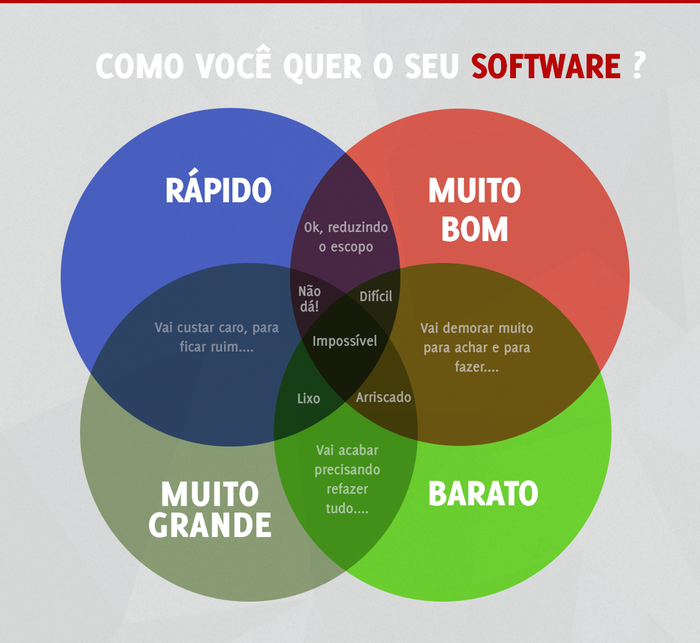 COMO VOCÊ QUER O SEU SOFTWARE ?
RÁPIDO
MUITO
BOM
Ok, reduzindo
o escopo
Não
dá!
Difícil
Vai custar caro, para
ficar ruim....
Impossível
Vai demorar muito
para achar e para
fazer....
Lixo
Arriscado
Vai acabar
precisando
refazer
tudo....
MUITO
GRANDE
BARATO